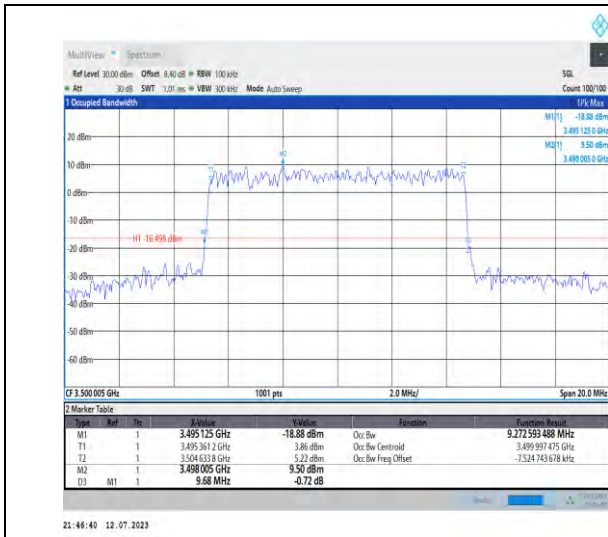 MultiView Spectrum
Ref Level 30.00 dBm Offset 8.40 dB RBW 100 kHz SGL
Att 30 dB SWT 1.01 ms VBW 300 kHz Mode Auto Sweep Count 100/100
1 Occupied Bandwidth 1Pk Max
M1[1] -18.88 dBm
3.495 125 0 GHz
M2[1] 9.50 dBm
3.498 005 0 GHz
20 dBm
10 dBm
0 dBm
-10 dBm
H1 -16.498 dBm
-20 dBm
-30 dBm
-40 dBm
-50 dBm
-60 dBm
CF 3.500 005 GHz 1001 pts 2.0 MHz/ Span 20.0 MHz
2 Marker Table
Type Ref Trc X-Value Y-Value Function Function Result
M1 1 3.495 125 GHz -18.88 dBm Occ Bw 9.272 593 488 MHz
T1 1 3.495 361 2 GHz 3.86 dBm Occ Bw Centroid 3.499 997 475 GHz
T2 1 3.504 633 8 GHz 5.22 dBm Occ Bw Freq Offset -7.524 743 678 kHz
M2 1 3.498 005 GHz 9.50 dBm
D3 M1 1 9.68 MHz -0.72 dB
21:46:40 12.07.2023